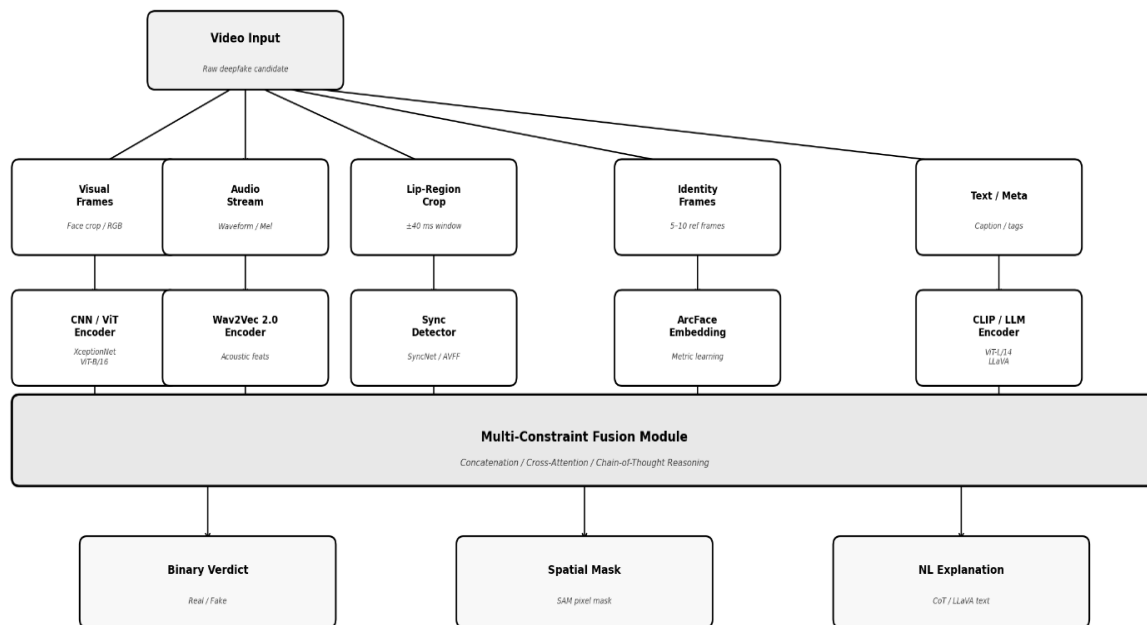 Video Input
Raw deepfake candidate
Visual
Frames
Face crop / RGB
Audio
Stream
Waveform / Mel
Lip-Region
Crop
±40 ms window
Identity
Frames
5–10 ref frames
Text / Meta
Caption / tags
CNN / ViT
Encoder
XceptionNet
ViT-B/16
Wav2Vec 2.0
Encoder
Acoustic feats
Sync
Detector
SyncNet / AVFF
ArcFace
Embedding
Metric learning
CLIP / LLM
Encoder
ViT-L/14
LLaVA
Multi-Constraint Fusion Module
Concatenation / Cross-Attention / Chain-of-Thought Reasoning
Binary Verdict
Real / Fake
Spatial Mask
SAM pixel mask
NL Explanation
CoT / LLaVA text